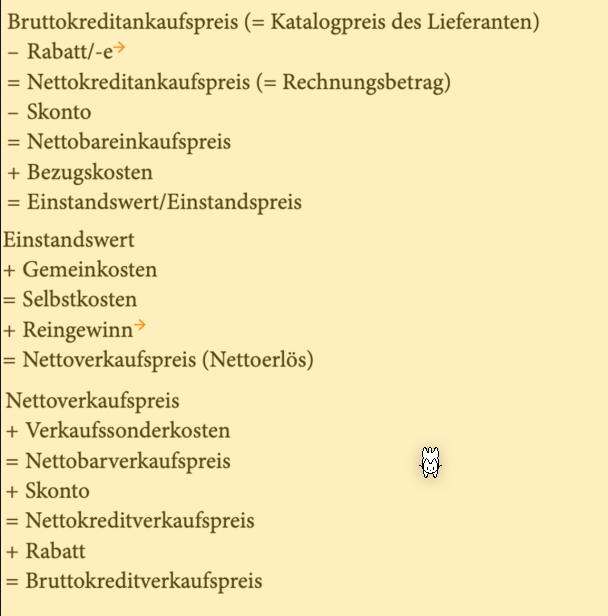 Bruttokreditankaufspreis (= Katalogpreis des Lieferanten)
– Rabatt/-e→
= Nettokreditankaufspreis (= Rechnungsbetrag)
– Skonto
= Nettobareinkaufspreis
+ Bezugskosten
= Einstandswert/Einstandspreis
Einstandswert
+ Gemeinkosten
= Selbstkosten
+ Reingewinn→
= Nettoverkaufspreis (Nettoerlös)
Nettoverkaufspreis
+ Verkaufssonderkosten
= Nettobarverkaufspreis
+ Skonto
= Nettokreditverkaufspreis
+ Rabatt
= Bruttokreditverkaufspreis